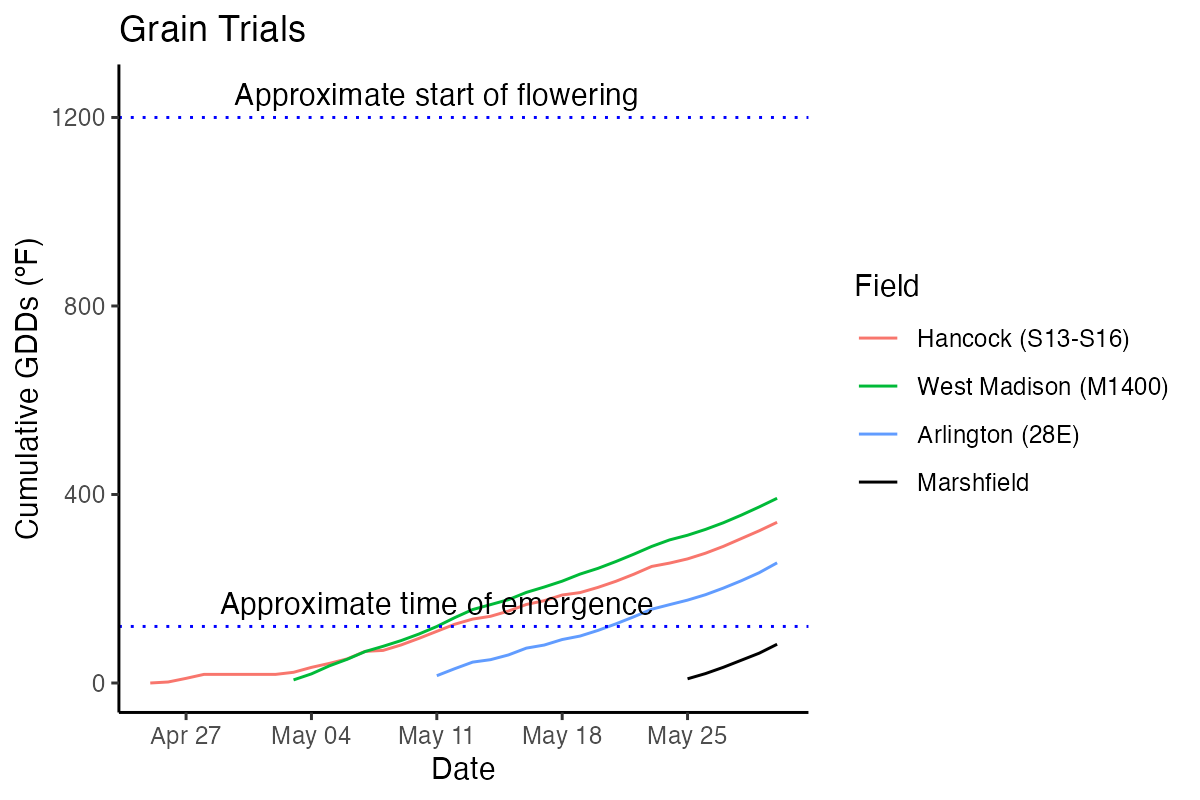 Grain Trials
Approximate start of flowering
1200
800
400
0
Cumulative GDDs (°F)
Approximate time of emergence
Apr 27
May 04
May 11
May 18
May 25
Date
Field
Hancock (S13-S16)
West Madison (M1400)
Arlington (28E)
Marshfield